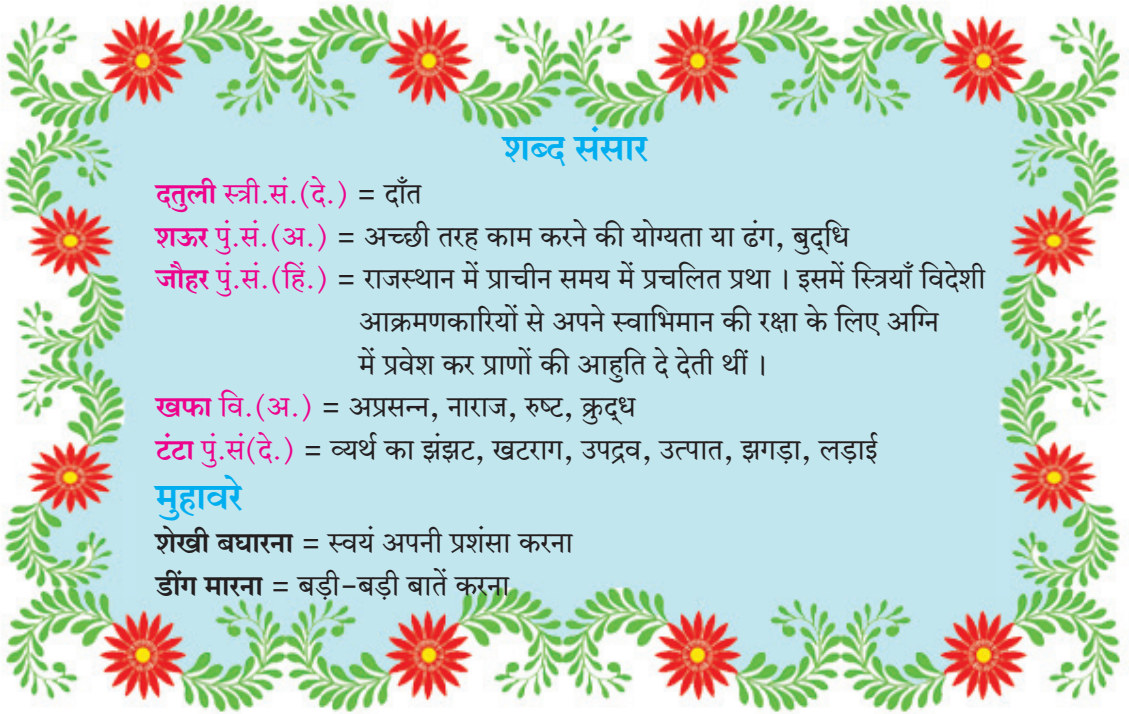 शब्द संसार
दतुली स्त्री.सं.(दे.) = दाँत
शऊर पुं.सं.(अ.) = अच्छी तरह काम करने की योग्यता या ढंग, बुद्‌धि
जौहर पुं.सं.(हिं.) = राजस्थान में प्राचीन समय में प्रचलित प्रथा । इसमें स्त्रियाँ विदेशी
आक्रमणकारियों से अपने स्वाभिमान की रक्षा के लिए अग्नि
में प्रवेश कर प्राणों की आहुति दे देती थीं ।
खफा वि.(अ.) = अप्रसन्न, नाराज, रुष्ट, क्रुद्‌ध
टंटा पुं.सं(दे.) = व्यर्थ का झंझट, खटराग, उपद्रव, उत्पात, झगड़ा, लड़ाई
मुहावरे
शेखी बघारना = स्वयं अपनी प्रशंसा करना
डींग मारना = बड़ी-बड़ी बातें करना